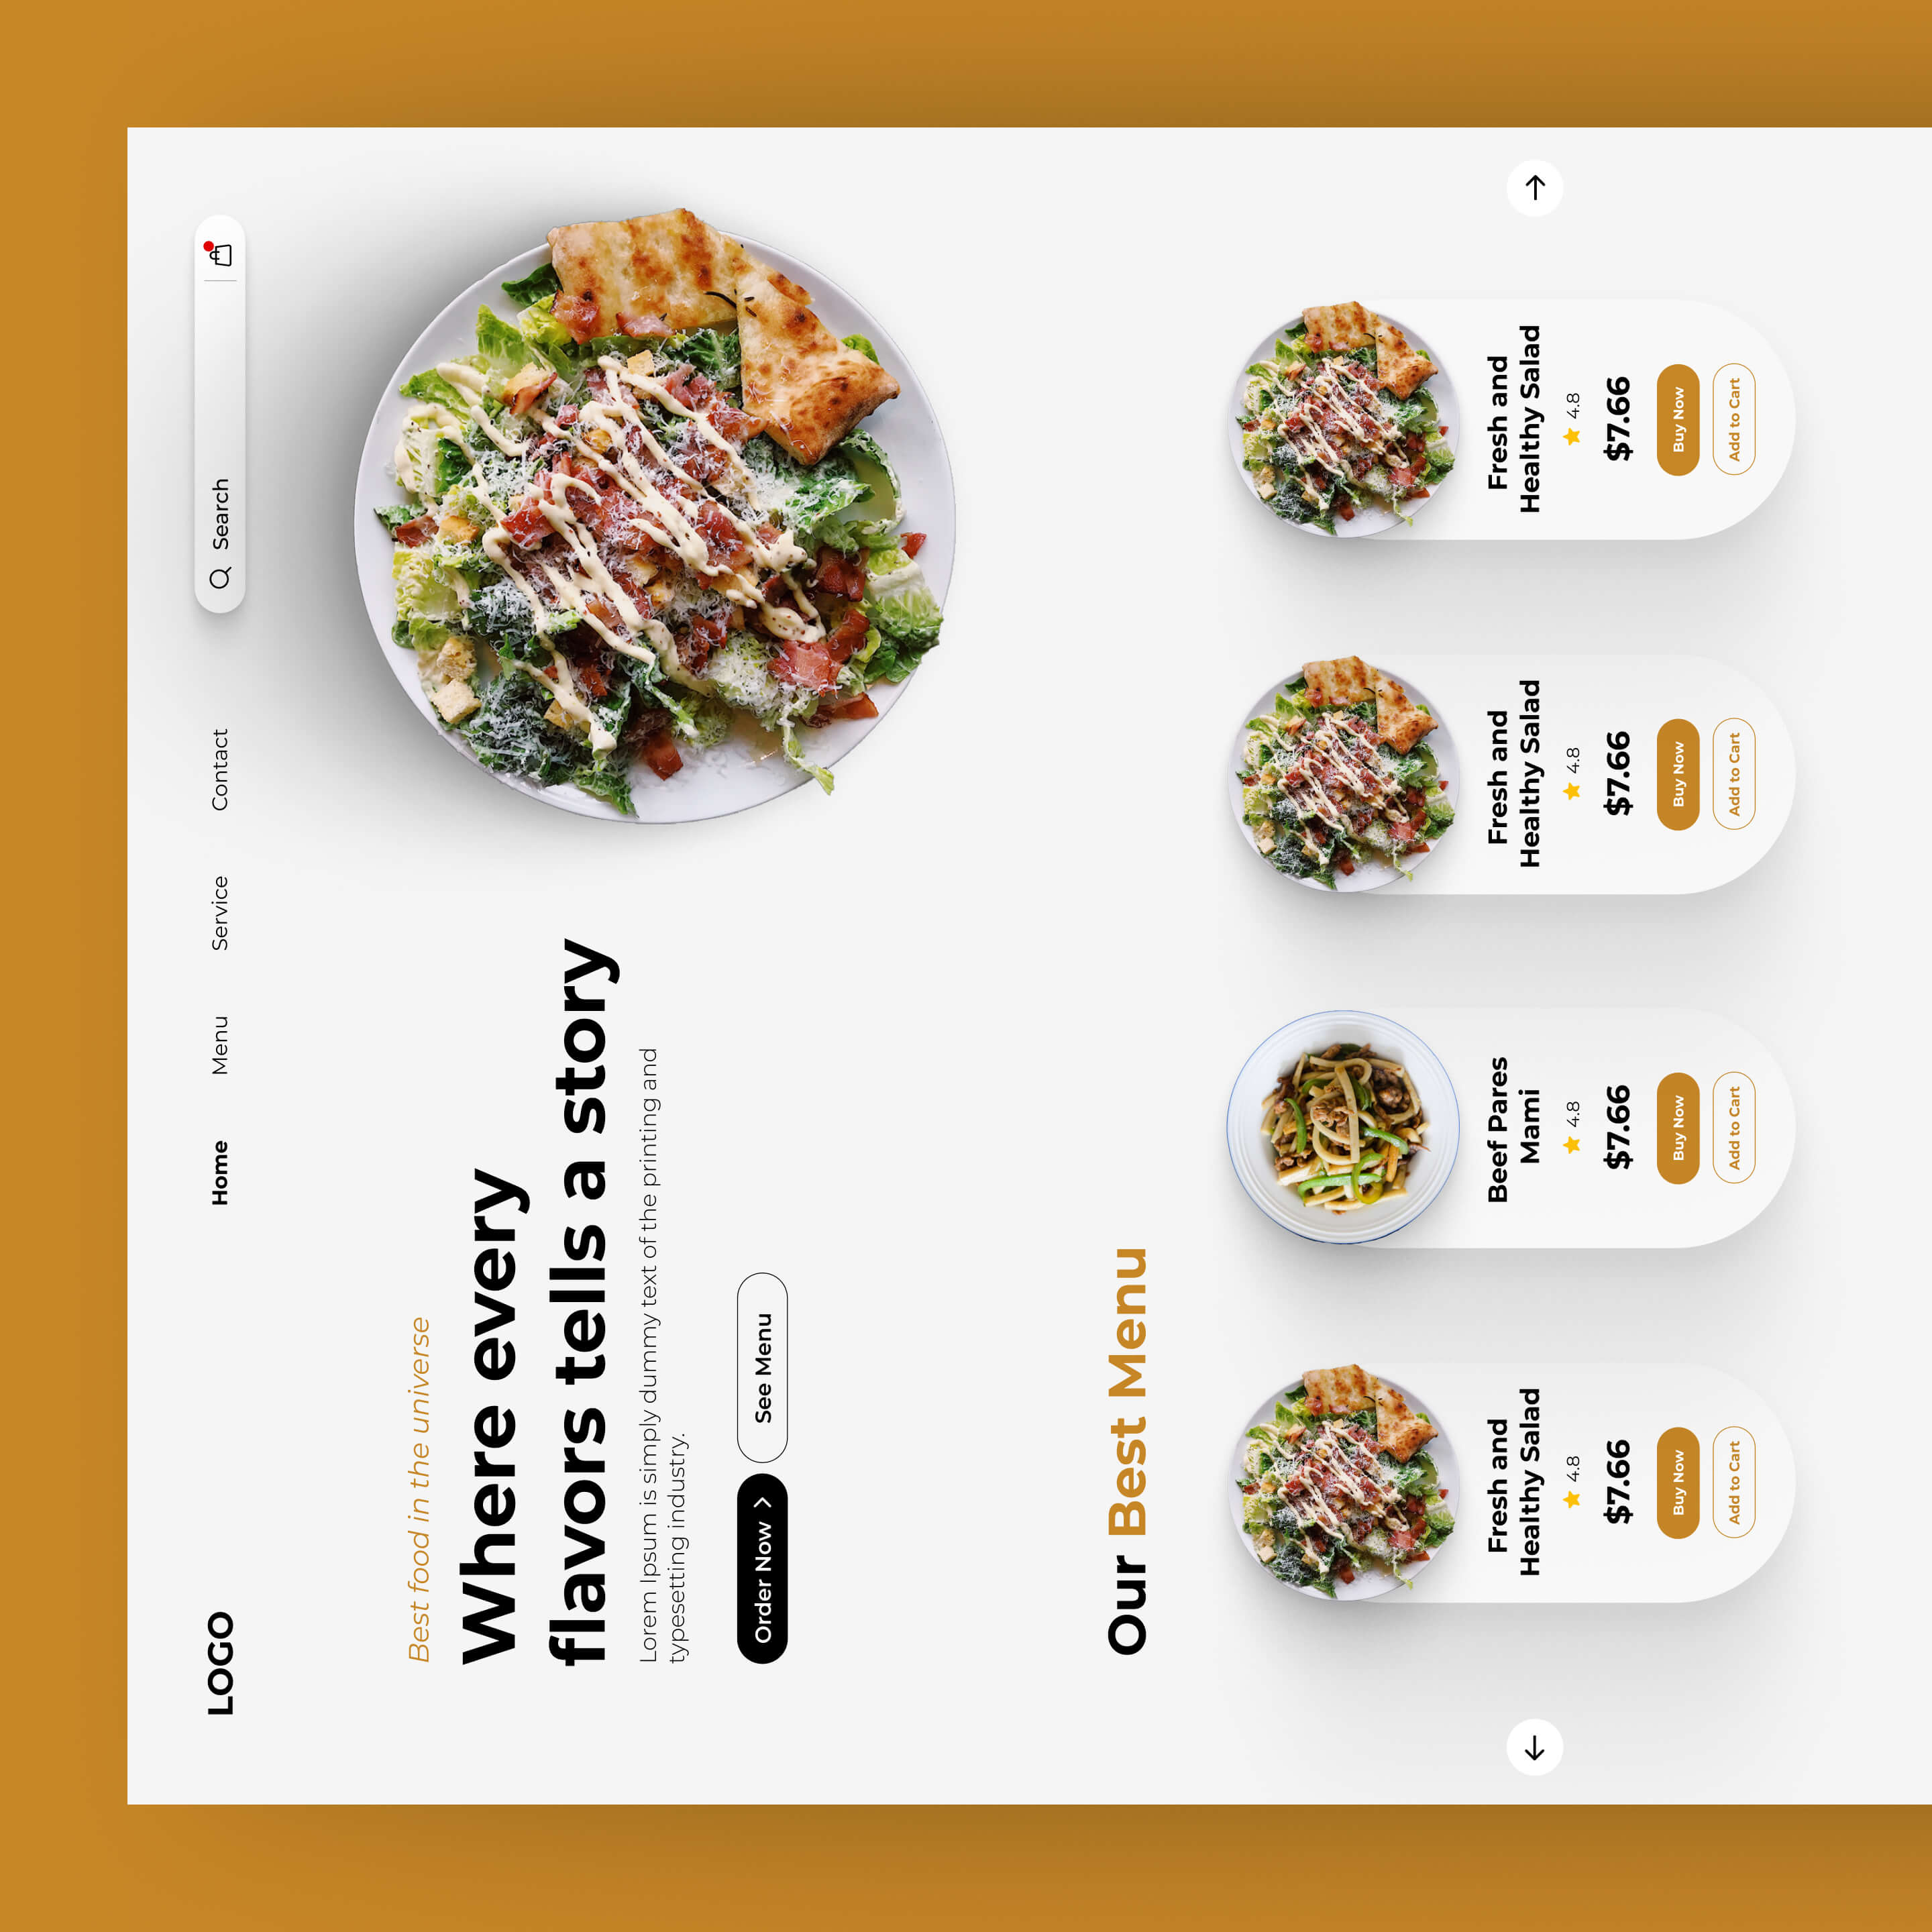 LOGO
Home
Menu
Service
Contact
Search
Best food in the universe
Where every
flavors tells a story
Lorem Ipsum is simply dummy text of the printing and
typesetting industry.
Order Now
See Menu
Our Best Menu
Fresh and
Healthy Salad
4.8
$7.66
Buy Now
Add to Cart
Beef Pares
Mami
4.8
$7.66
Buy Now
Add to Cart
Fresh and
Healthy Salad
4.8
$7.66
Buy Now
Add to Cart
Fresh and
Healthy Salad
4.8
$7.66
Buy Now
Add to Cart